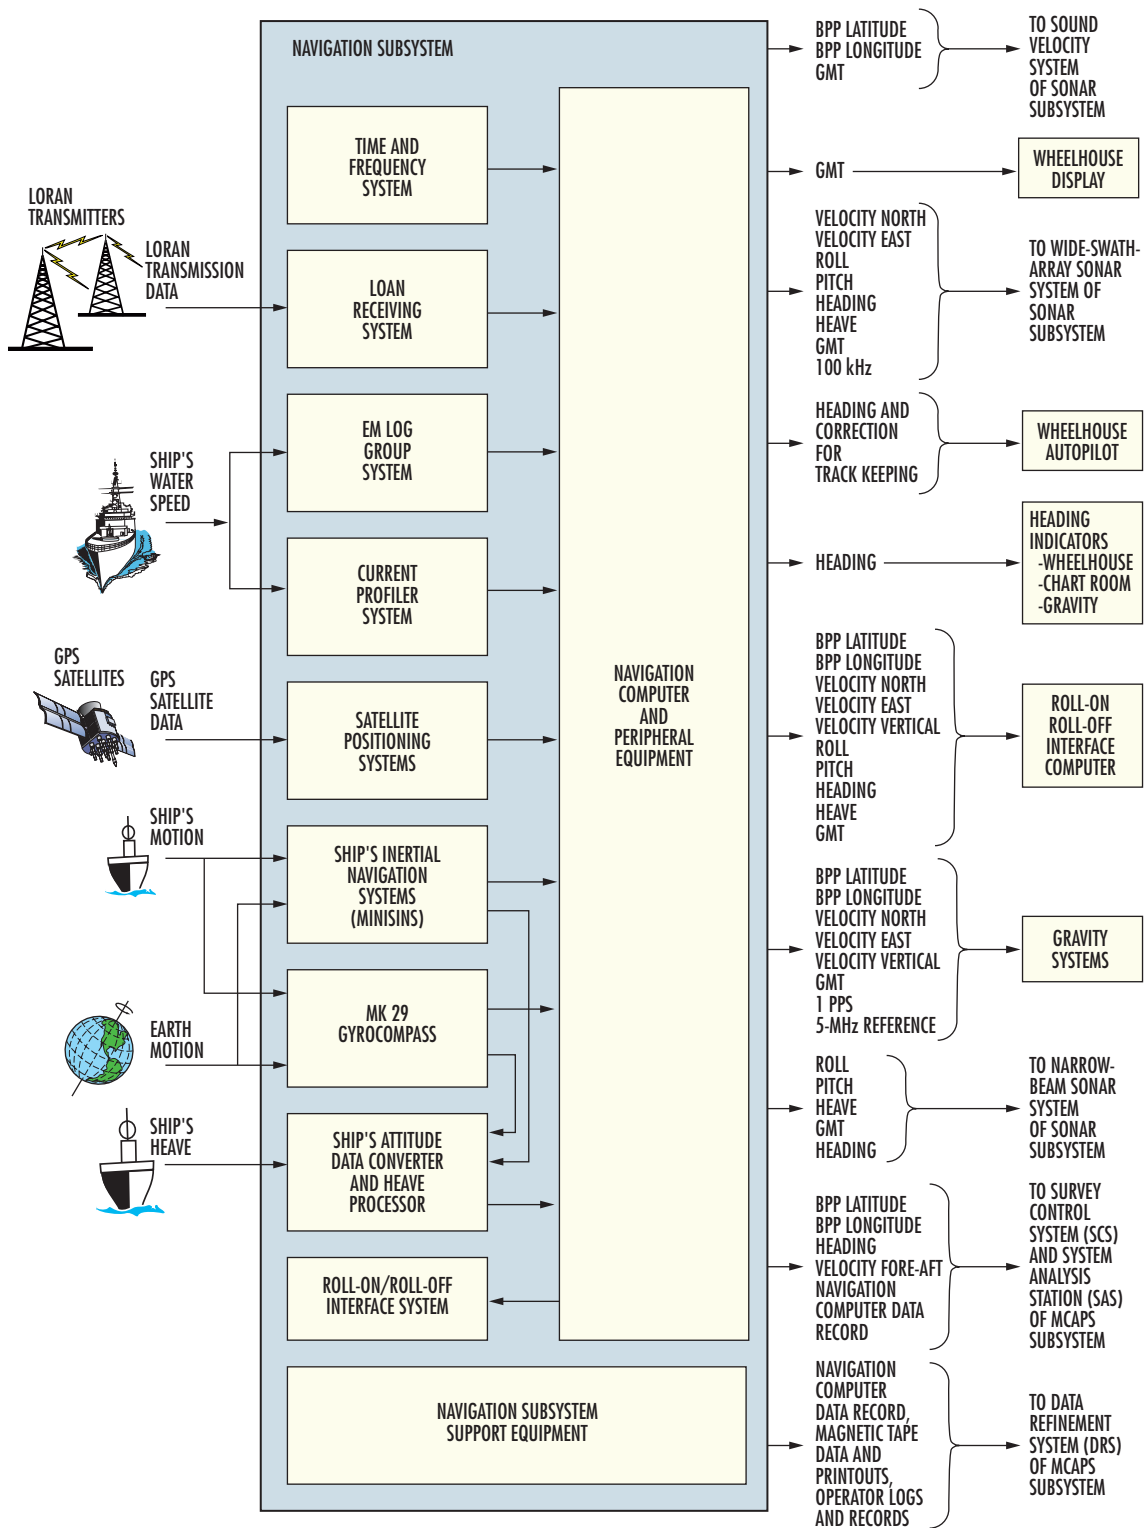 NAVIGATION SUBSYSTEM
TIME AND
FREQUENCY
SYSTEM
LORAN
TRANSMITTERS
LORAN
TRANSMISSION
DATA
LOAN
RECEIVING
SYSTEM
SHIP'S
WATER
SPEED
EM LOG
GROUP
SYSTEM
CURRENT
PROFILER
SYSTEM
GPS
SATELLITES
GPS
SATELLITE
DATA
SATELLITE
POSITIONING
SYSTEMS
SHIP'S
MOTION
SHIP'S INERTIAL
NAVIGATION
SYSTEMS
(MINISINS)
EARTH
MOTION
MK 29
GYROCOMPASS
SHIP'S
HEAVE
SHIP'S ATTITUDE
DATA CONVERTER
AND HEAVE
PROCESSOR
ROLL-ON/ROLL-OFF
INTERFACE SYSTEM
NAVIGATION SUBSYSTEM
SUPPORT EQUIPMENT
NAVIGATION
COMPUTER
AND
PERIPHERAL
EQUIPMENT
BPP LATITUDE
BPP LONGITUDE
GMT
TO SOUND
VELOCITY
SYSTEM
OF SONAR
SUBSYSTEM
GMT
WHEELHOUSE
DISPLAY
VELOCITY NORTH
VELOCITY EAST
ROLL
PITCH
HEADING
HEAVE
GMT
100 kHz
TO WIDE-SWATH-
ARRAY SONAR
SYSTEM OF
SONAR
SUBSYSTEM
HEADING AND
CORRECTION
FOR
TRACK KEEPING
WHEELHOUSE
AUTOPILOT
HEADING
HEADING
INDICATORS
-WHEELHOUSE
-CHART ROOM
-GRAVITY
BPP LATITUDE
BPP LONGITUDE
VELOCITY NORTH
VELOCITY EAST
VELOCITY VERTICAL
ROLL
PITCH
HEADING
HEAVE
GMT
ROLL-ON
ROLL-OFF
INTERFACE
COMPUTER
BPP LATITUDE
BPP LONGITUDE
VELOCITY NORTH
VELOCITY EAST
VELOCITY VERTICAL
GMT
1 PPS
5-MHz REFERENCE
GRAVITY
SYSTEMS
ROLL
PITCH
HEAVE
GMT
HEADING
TO NARROW-
BEAM SONAR
SYSTEM
OF SONAR
SUBSYSTEM
BPP LATITUDE
BPP LONGITUDE
HEADING
VELOCITY FORE-AFT
NAVIGATION
COMPUTER DATA
RECORD
TO SURVEY
CONTROL
SYSTEM (SCS)
AND SYSTEM
ANALYSIS
STATION (SAS)
OF MCAPS
SUBSYSTEM
NAVIGATION
COMPUTER
DATA RECORD,
MAGNETIC TAPE
DATA AND
PRINTOUTS,
OPERATOR LOGS
AND RECORDS
TO DATA
REFINEMENT
SYSTEM (DRS)
OF MCAPS
SUBSYSTEM